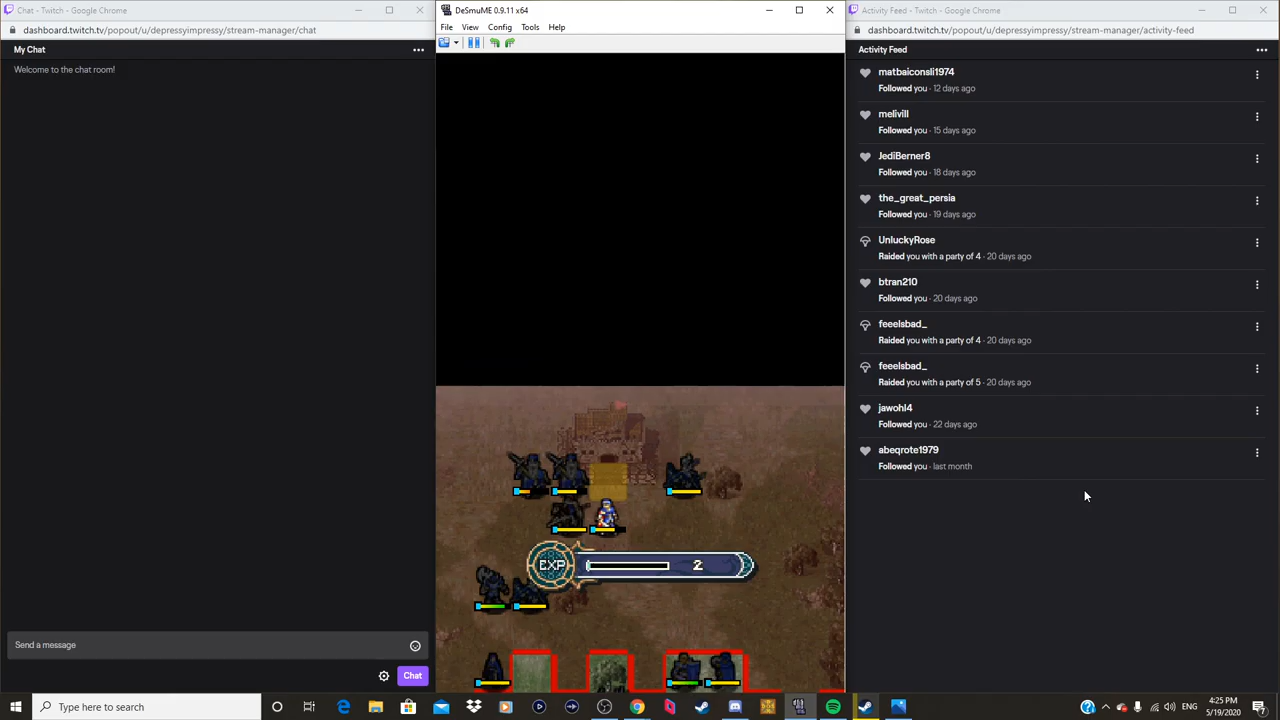 Chat - Twitch - Google Chrome
dashboard.twitch.tv/popout/u/depressyimpressy/stream-manager/chat
My Chat
Welcome to the chat room!
Send a message
Chat
DeSmuME 0.9.11 x64
File View Config Tools Help
EXP 2
Activity Feed - Twitch - Google Chrome
dashboard.twitch.tv/popout/u/depressyimpressy/stream-manager/activity-feed
Activity Feed
matbaiconsli1974
Followed you · 12 days ago
melivill
Followed you · 15 days ago
JediBerner8
Followed you · 18 days ago
the_great_persia
Followed you · 19 days ago
UnluckyRose
Raided you with a party of 4 · 20 days ago
btran210
Followed you · 20 days ago
feeelsbad_
Raided you with a party of 4 · 20 days ago
feeelsbad_
Raided you with a party of 5 · 20 days ago
jawohl4
Followed you · 22 days ago
abeqrote1979
Followed you · last month
Type here to search
4:25 PM
5/19/2020